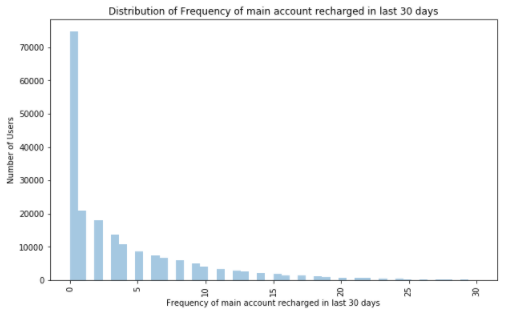 Distribution of Frequency of main account recharged in last 30 days
70000
60000
50000
40000
30000
20000
10000
0
Number of Users
0 5 10 15 20 25 30
Frequency of main account recharged in last 30 days